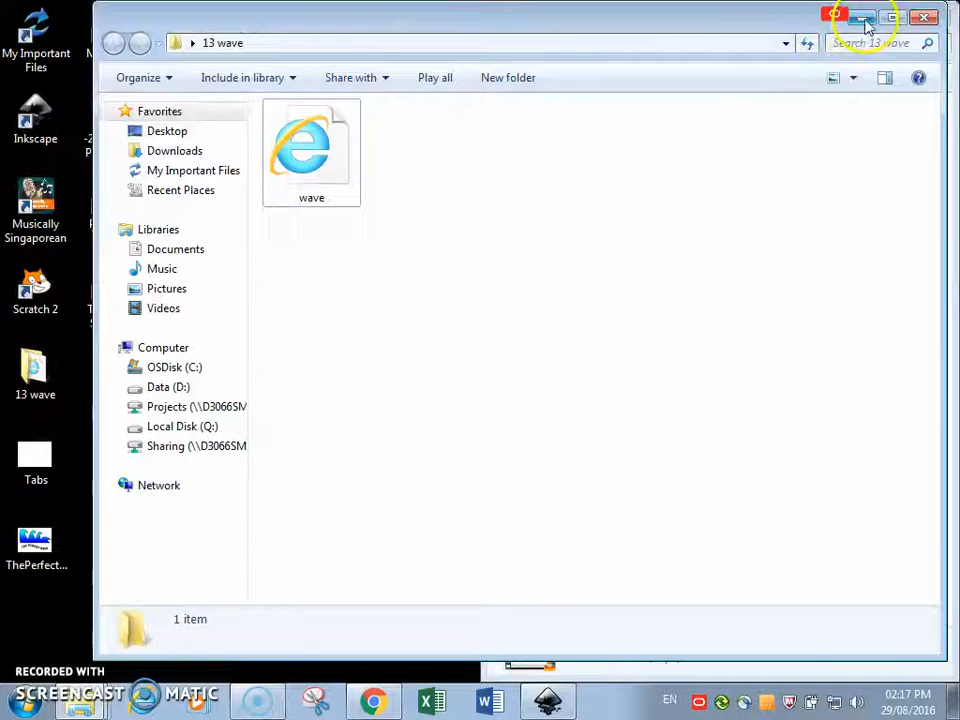 My Important
Files
Inkscape
Musically
Singaporean
Scratch 2
13 wave
Tabs
ThePerfect...
13 wave
Search 13 wave
Organize
Include in library
Share with
Play all
New folder
Favorites
Desktop
Downloads
My Important Files
Recent Places
Libraries
Documents
Music
Pictures
Videos
Computer
OSDisk (C:)
Data (D:)
Projects (\\D3066SM
Local Disk (Q:)
Sharing (\\D3066SM
Network
wave
1 item
RECORDED WITH
SCREENCAST MATIC
EN
02:17 PM
29/08/2016